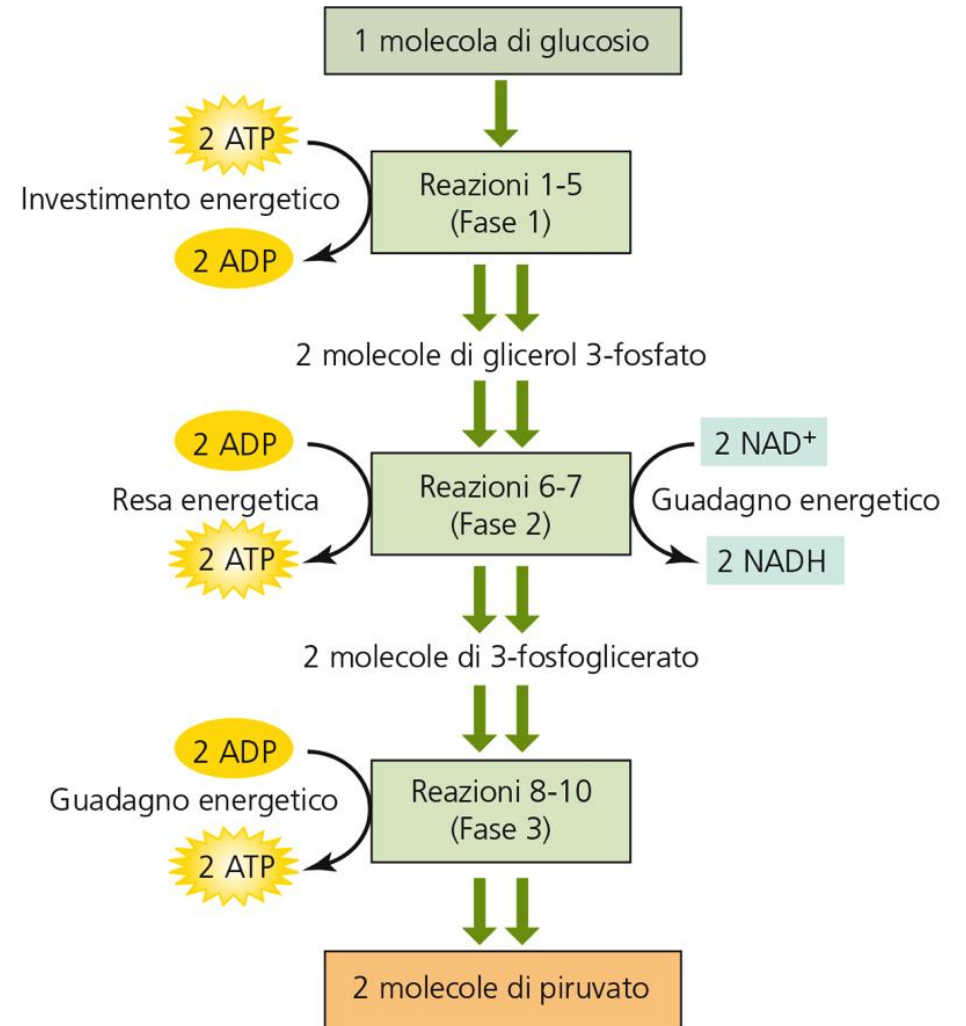 1 molecola di glucosio
2 ATP
Investimento energetico
2 ADP
Reazioni 1-5
(Fase 1)
2 molecole di glicerol 3-fosfato
2 ADP
Resa energetica
2 ATP
Reazioni 6-7
(Fase 2)
2 NAD⁺
Guadagno energetico
2 NADH
2 molecole di 3-fosfoglicerato
2 ADP
Guadagno energetico
2 ATP
Reazioni 8-10
(Fase 3)
2 molecole di piruvato